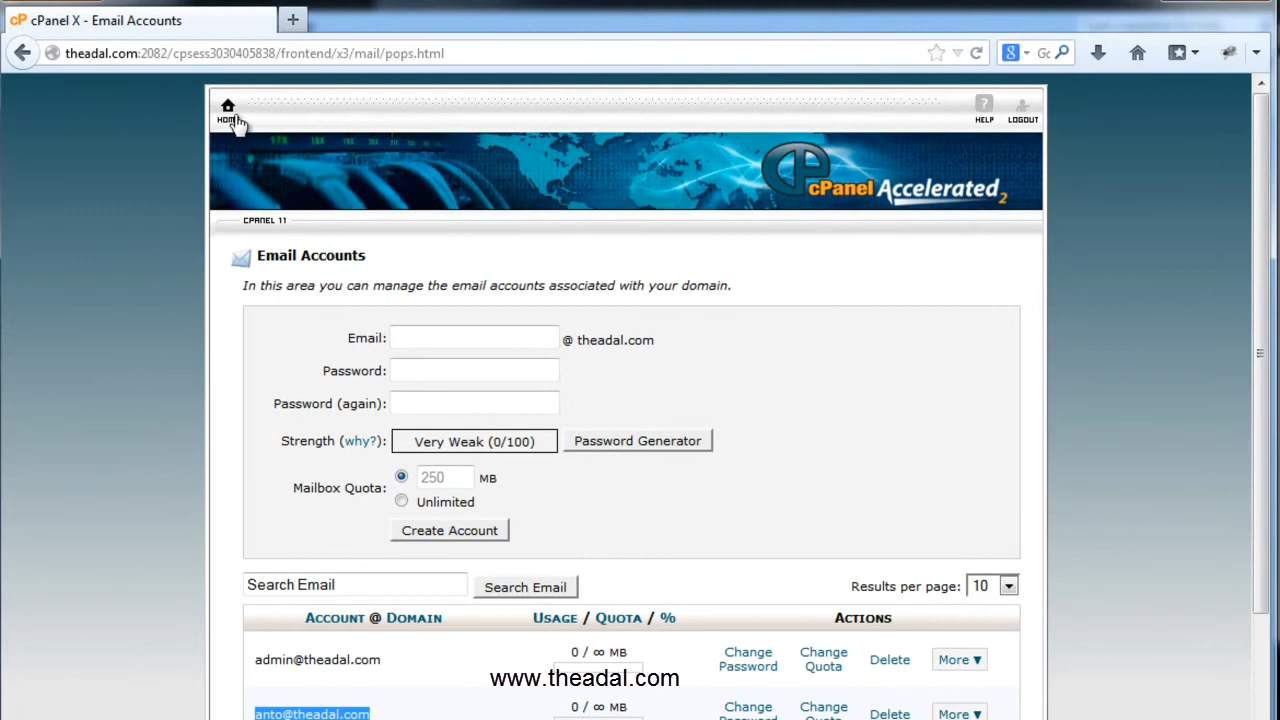 cPanel X - Email Accounts
theadal.com:2082/cpsess3030405838/frontend/x3/mail/pops.html
HOME
HELP
LOGOUT
cPanel Accelerated 2
CPANEL 11
Email Accounts
In this area you can manage the email accounts associated with your domain.
Email: @ theadal.com
Password:
Password (again):
Strength (why?): Very Weak (0/100) Password Generator
Mailbox Quota: 250 MB
Unlimited
Create Account
Search Email Search Email Results per page: 10
ACCOUNT @ DOMAIN USAGE / QUOTA / % ACTIONS
admin@theadal.com 0 / ∞ MB Change Password Change Quota Delete More ▼
www.theadal.com
anto@theadal.com 0 / ∞ MB Change Change Delete More ▼